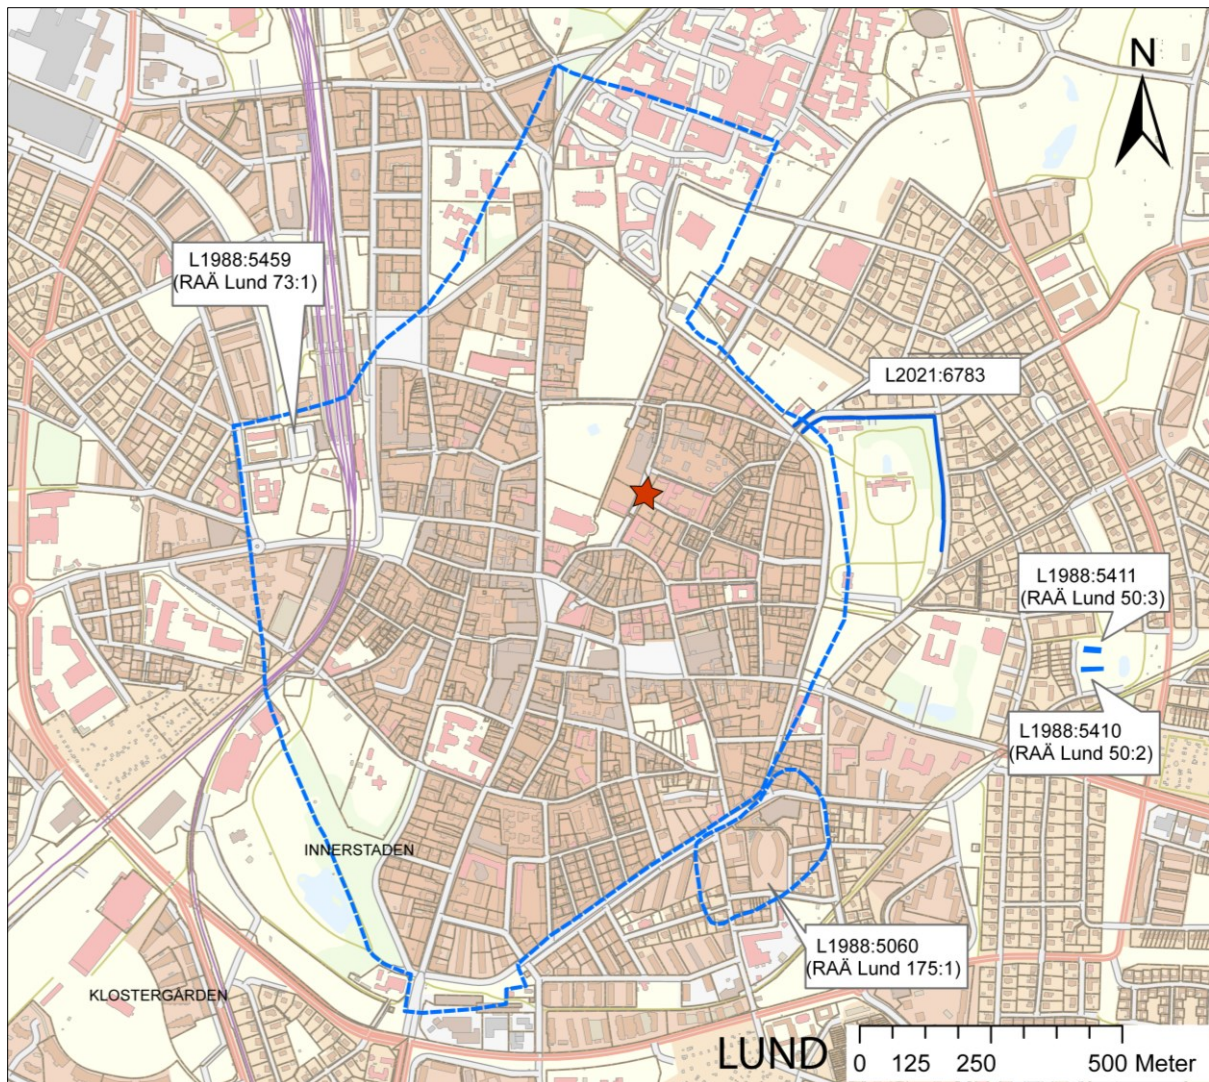 N
L1988:5459
(RAÄ Lund 73:1)
L2021:6783
L1988:5411
(RAÄ Lund 50:3)
L1988:5410
(RAÄ Lund 50:2)
INNERSTADEN
L1988:5060
(RAÄ Lund 175:1)
KLOSTERGÅRDEN
LUND
0 125 250 500 Meter